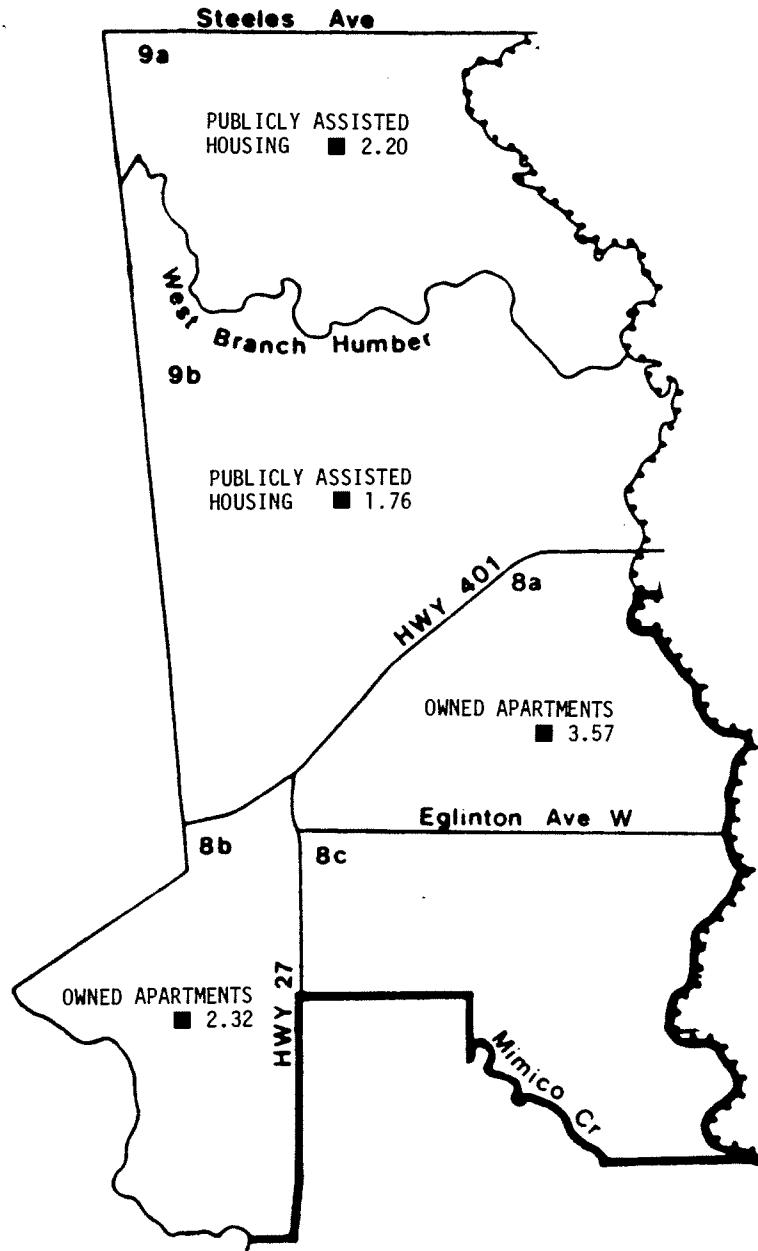 Steeles Ave
9a
PUBLICLY ASSISTED
HOUSING ■ 2.20
West Branch Humber
9b
PUBLICLY ASSISTED
HOUSING ■ 1.76
HWY 401
8a
OWNED APARTMENTS
■ 3.57
Eglinton Ave W
8b
8c
OWNED APARTMENTS
■ 2.32
HWY 27
Mimico Cr